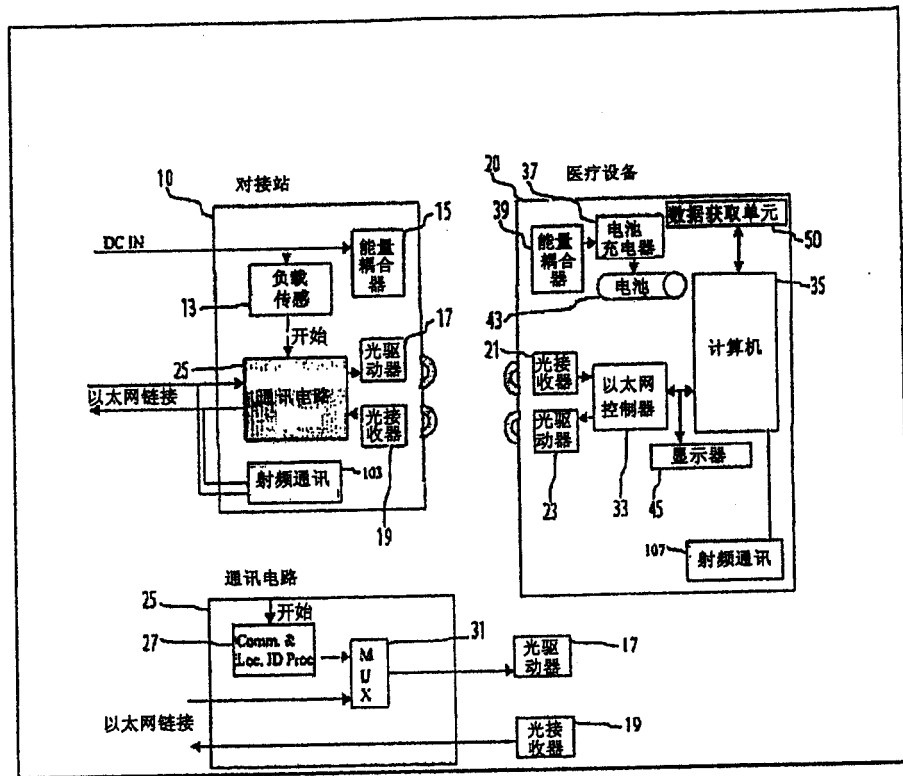 10
对接站
DC IN
15
能量
耦合
器
负载
传感
13
开始
17
光驱
动器
25
以太网链接
通讯电路
光接
收器
19
射频通讯
103
20
医疗设备
37
39
能量
耦合
器
电池
充电器
数据获取单元
50
电池
43
35
计算机
21
光接
收器
以太网
控制器
光驱
动器
23
33
显示器
45
107
射频通讯
通讯电路
25
开始
27
Comm. &
Loc. ID Proc
31
M
U
X
光驱
动器
17
以太网链接
光接
收器
19